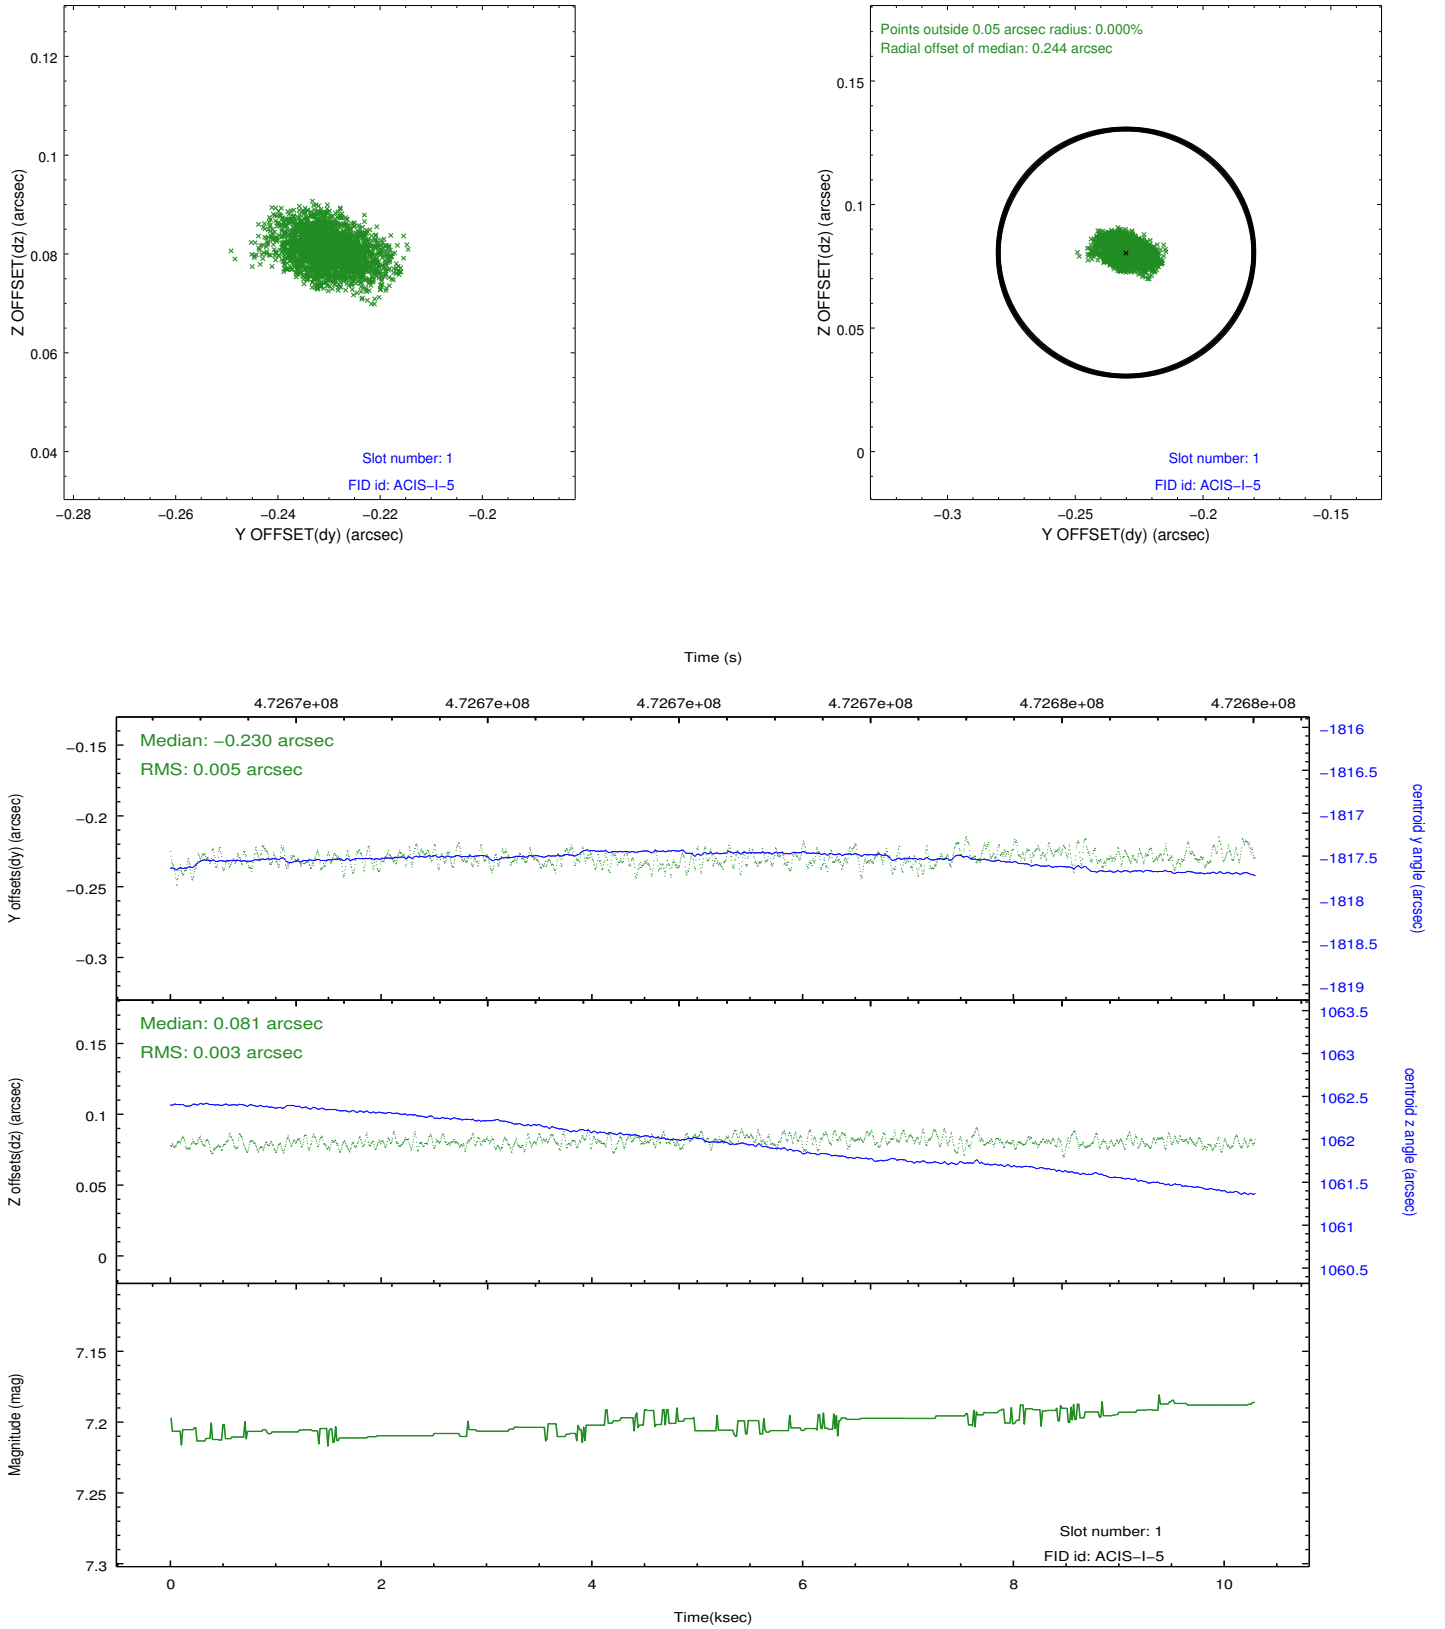 0.12
0.1
0.08
0.06
0.04
Z OFFSET(dz) (arcsec)
Slot number: 1
FID id: ACIS−I−5
−0.28 −0.26 −0.24 −0.22 −0.2
Y OFFSET(dy) (arcsec)
Points outside 0.05 arcsec radius: 0.000%
Radial offset of median: 0.244 arcsec
0.15
0.1
0.05
0
Z OFFSET(dz) (arcsec)
Slot number: 1
FID id: ACIS−I−5
−0.3 −0.25 −0.2 −0.15
Y OFFSET(dy) (arcsec)
Time (s)
4.7267e+08 4.7267e+08 4.7267e+08 4.7267e+08 4.7268e+08 4.7268e+08
Median: −0.230 arcsec
RMS: 0.005 arcsec
−0.15
−0.2
−0.25
−0.3
Y offsets(dy) (arcsec)
−1816
−1816.5
−1817
−1817.5
−1818
−1818.5
−1819
centroid y angle (arcsec)
Median: 0.081 arcsec
RMS: 0.003 arcsec
0.15
0.1
0.05
0
Z offsets(dz) (arcsec)
1063.5
1063
1062.5
1062
1061.5
1061
1060.5
centroid z angle (arcsec)
7.15
7.2
7.25
7.3
Magnitude (mag)
Slot number: 1
FID id: ACIS−I−5
0 2 4 6 8 10
Time(ksec)